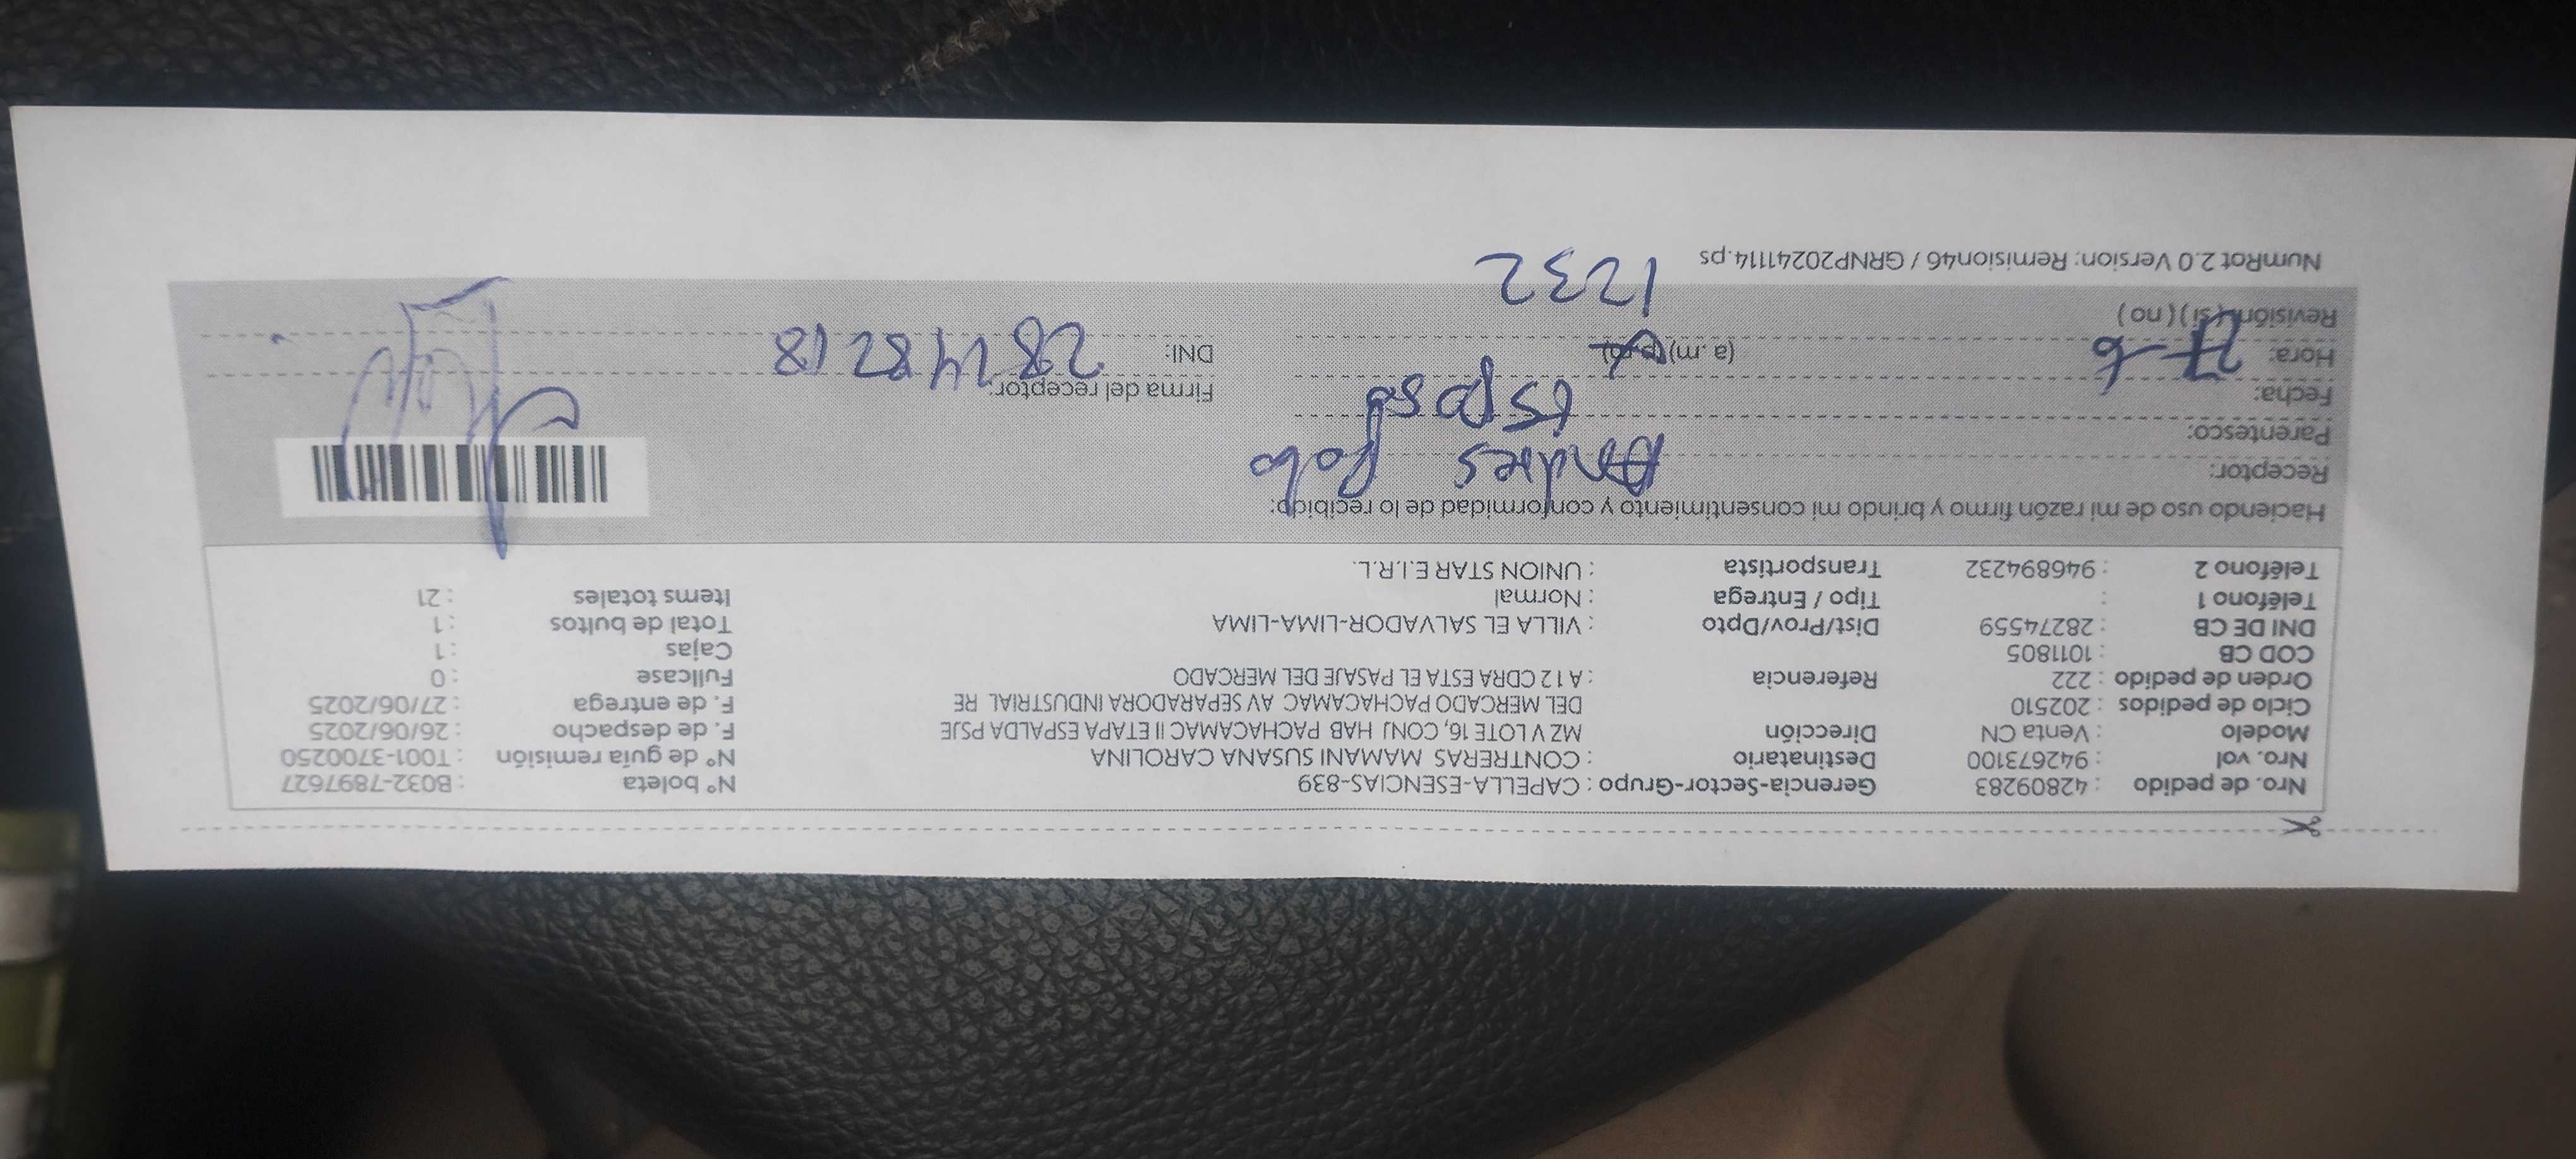 Nro. de pedido : 42809283 Gerencia-Sector-Grupo : CAPELLA-ESENCIAS-839 N° boleta : B032-7897627
Nro. vol : 942673100 Destinatario : CONTRERAS MAMANI SUSANA CAROLINA N° de guía remisión : T001-3700250
Modelo : Venta CN Dirección MZ V LOTE 16, CONJ HAB PACHACAMAC II ETAPA ESPALDA PSJE F. de despacho : 26/06/2025
Ciclo de pedidos : 202510 DEL MERCADO PACHACAMAC AV SEPARADORA INDUSTRIAL RE F. de entrega : 27/06/2025
Orden de pedido : 222 Referencia : A 12 CDRA ESTA EL PASAJE DEL MERCADO Fullcase : 0
COD CB : 1011805 Cajas : 1
DNI DE CB : 28274559 Dist/Prov/Dpto : VILLA EL SALVADOR-LIMA-LIMA Total de bultos : 1
Teléfono 1 : Tipo / Entrega : Normal Items totales : 21
Teléfono 2 : 946894232 Transportista : UNION STAR E.I.R.L.
Haciendo uso de mi razón firmo y brindo mi consentimiento y conformidad de lo recibido:
Receptor: Andres
Parentesco: esposo
Fecha: 27-6 Firma del receptor:
Hora: (a. m) (p.m) DNI:
Revisión (si) (no) 1232
NumRot 2.0 Version: Remision46 / GRNP20241114.ps